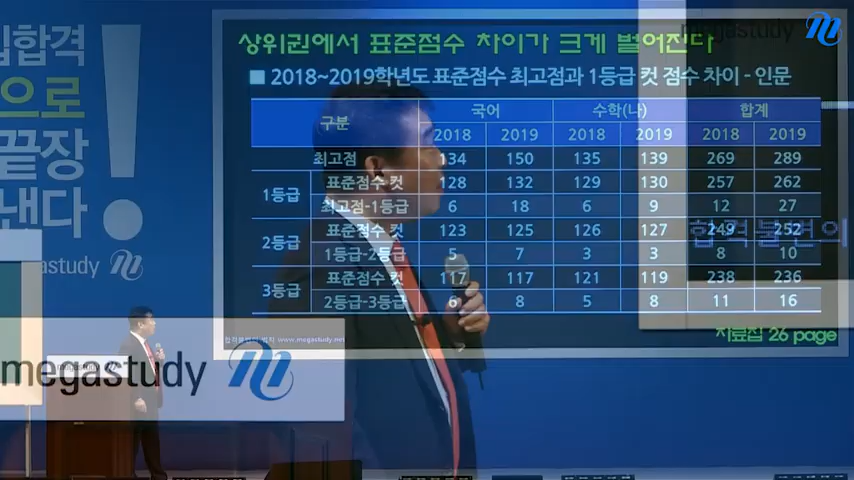 입합격
으로
끝장
낸다
!
megastudy
상위권에서 표준점수 차이가 크게 벌어진다
megastudy
■ 2018~2019학년도 표준점수 최고점과 1등급 컷 점수 차이 - 인문
구분 국어 수학(나) 합계
2018 2019 2018 2019 2018 2019
최고점 134 150 135 139 269 289
1등급 표준점수 컷 128 132 129 130 257 262
최고점-1등급 6 18 6 9 12 27
2등급 표준점수 컷 123 125 126 127 249 252
1등급-2등급 5 7 3 3 8 10
3등급 표준점수 컷 117 117 121 119 238 236
2등급-3등급 6 8 5 8 11 16
합격불변의
www.megastudy.net
자료집 26 page
megastudy